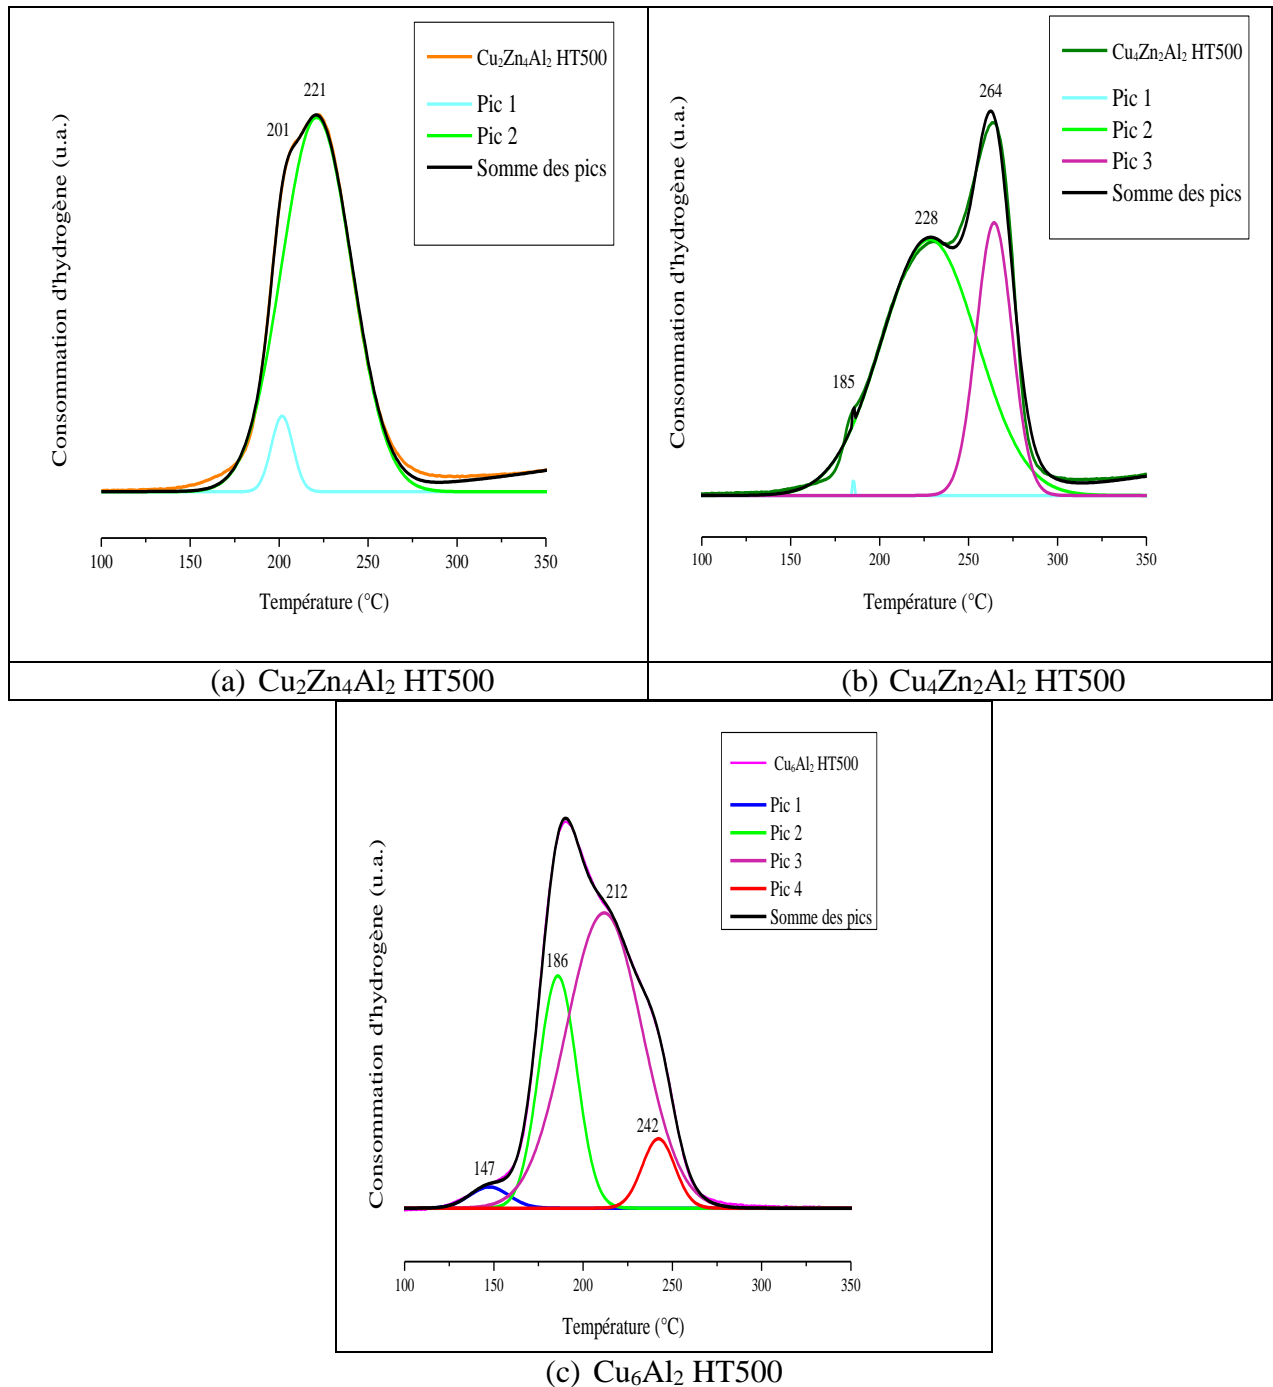 Consommation d'hydrogène (u.a.)
Cu₂Zn₄Al₂ HT500
Pic 1
Pic 2
Somme des pics
221
201
100 150 200 250 300 350
Température (°C)
(a) Cu₂Zn₄Al₂ HT500
Consommation d'hydrogène (u.a.)
Cu₄Zn₂Al₂ HT500
Pic 1
Pic 2
Pic 3
Somme des pics
264
228
185
100 150 200 250 300 350
Température (°C)
(b) Cu₄Zn₂Al₂ HT500
Consommation d'hydrogène (u.a.)
Cu₆Al₂ HT500
Pic 1
Pic 2
Pic 3
Pic 4
Somme des pics
212
186
242
147
100 150 200 250 300 350
Température (°C)
(c) Cu₆Al₂ HT500